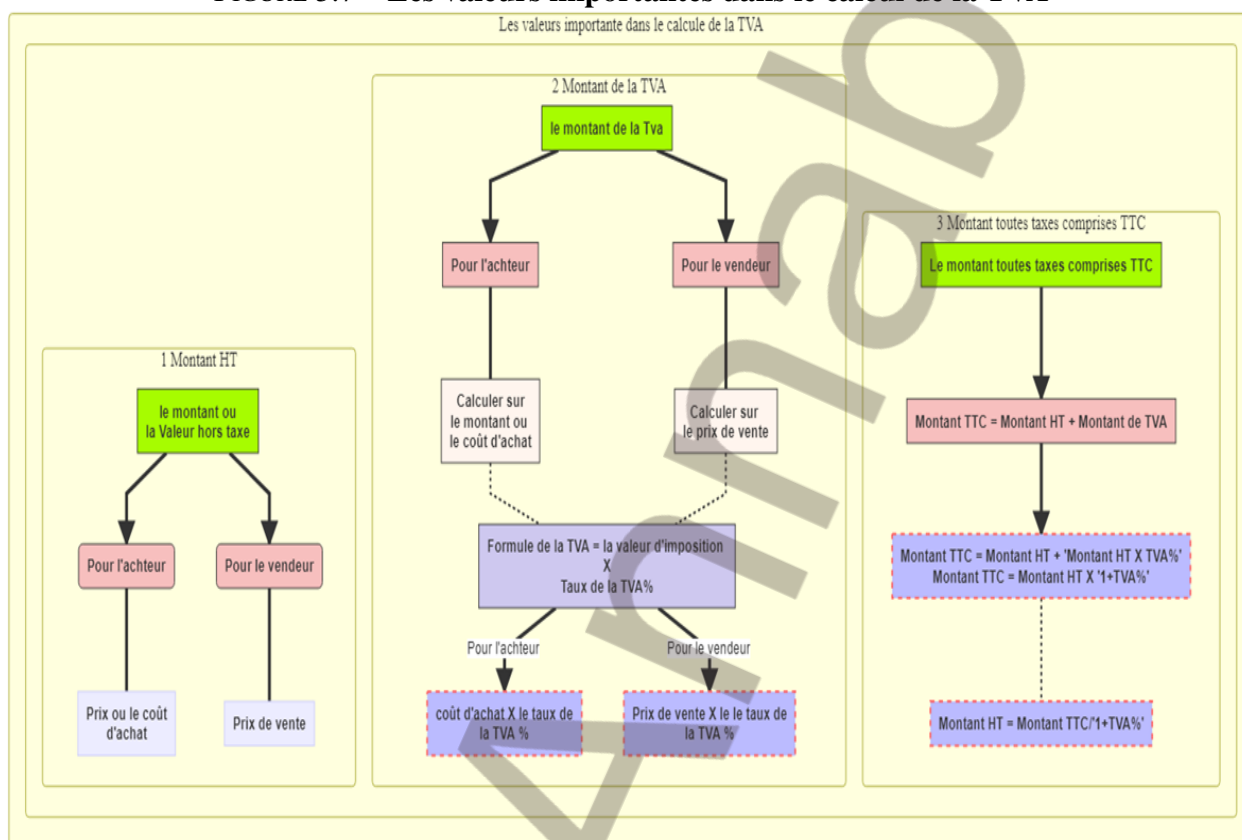 Les valeurs importante dans le calcule de la TVA
1 Montant HT
le montant ou
la Valeur hors taxe
Pour l'achteur
Pour le vendeur
Prix ou le coût
d'achat
Prix de vente
2 Montant de la TVA
le montant de la Tva
Pour l'achteur
Pour le vendeur
Calculer sur
le montant ou
le coût d'achat
Calculer sur
le prix de vente
Formule de la TVA = la valeur d'imposition
X
Taux de la TVA%
Pour l'achteur
Pour le vendeur
coût d'achat X le taux de
la TVA %
Prix de vente X le le taux de
la TVA %
3 Montant toutes taxes comprises TTC
Le montant toutes taxes comprises TTC
Montant TTC = Montant HT + Montant de TVA
Montant TTC = Montant HT + 'Montant HT X TVA%'
Montant TTC = Montant HT X '1+TVA%'
Montant HT = Montant TTC/'1+TVA%'
Annab